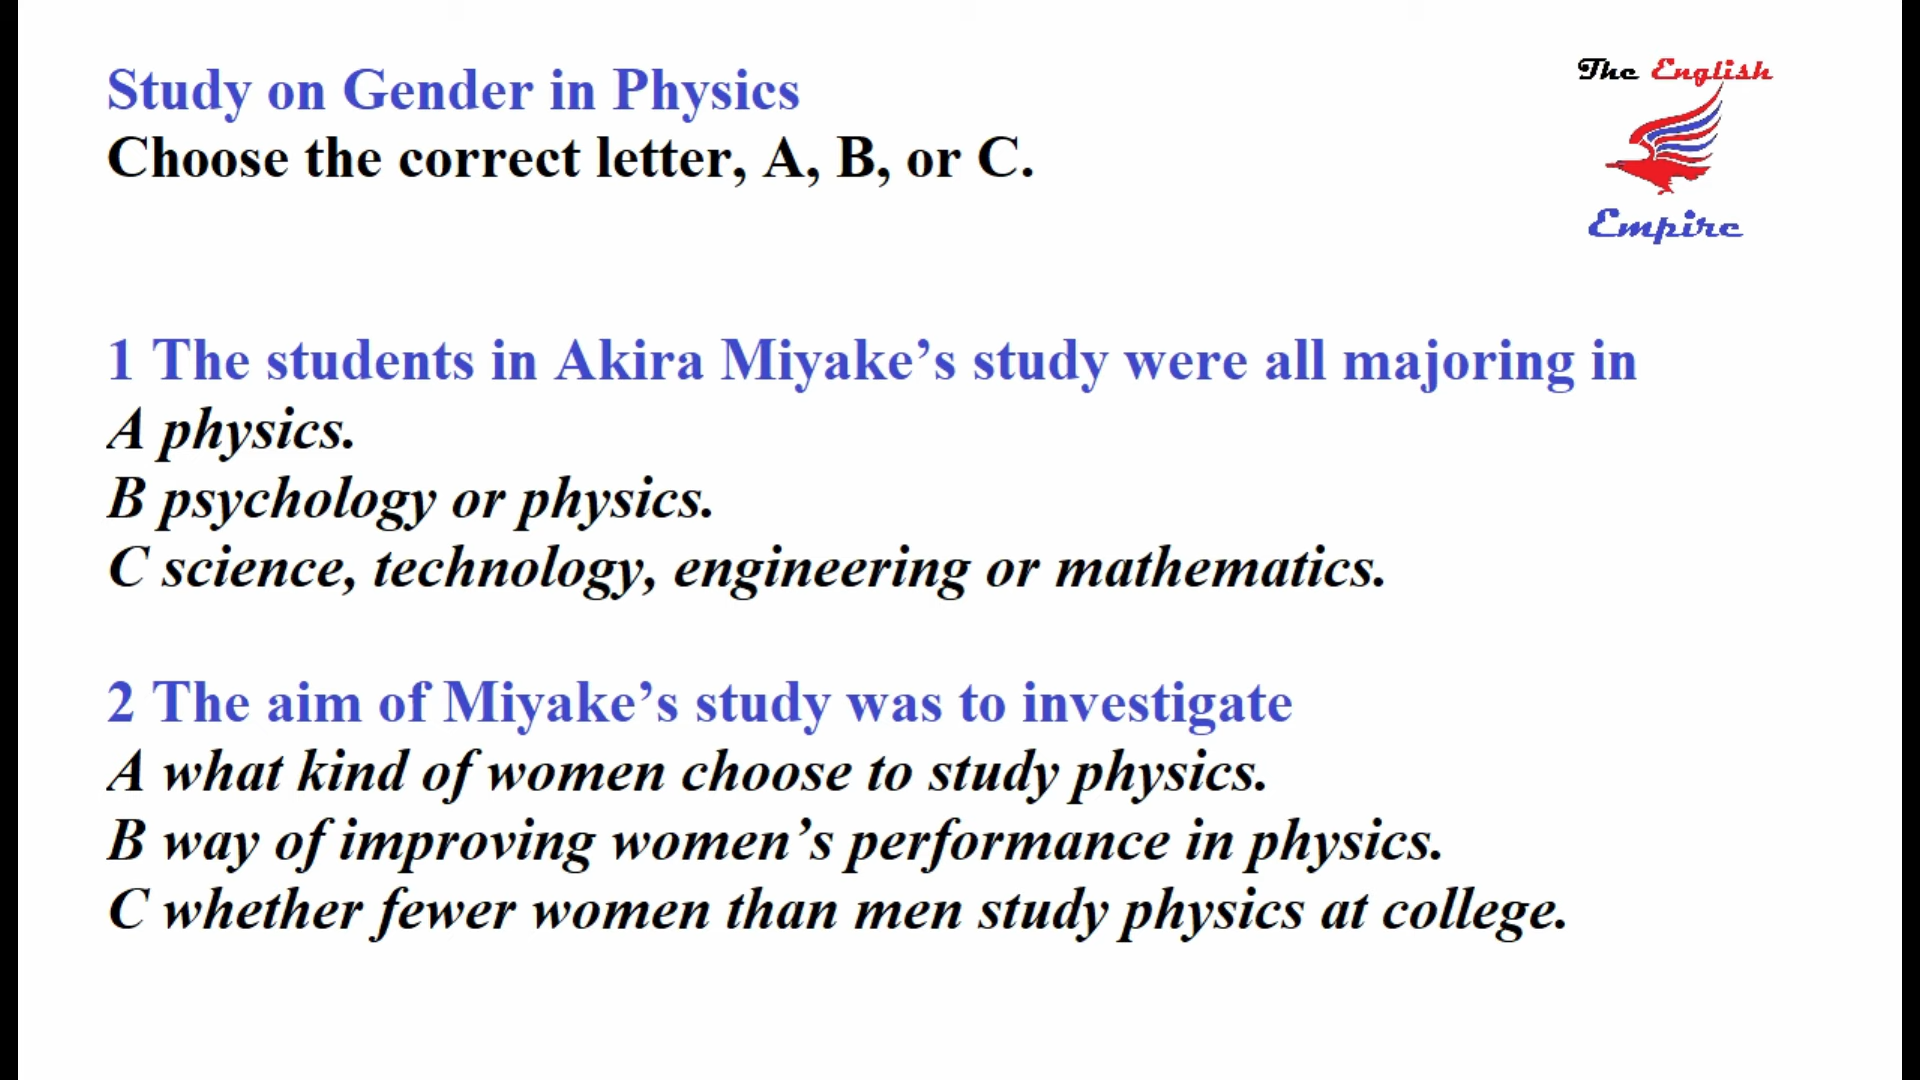 Study on Gender in Physics
Choose the correct letter, A, B, or C.
The English
Empire
1 The students in Akira Miyake’s study were all majoring in
A physics.
B psychology or physics.
C science, technology, engineering or mathematics.
2 The aim of Miyake’s study was to investigate
A what kind of women choose to study physics.
B way of improving women’s performance in physics.
C whether fewer women than men study physics at college.